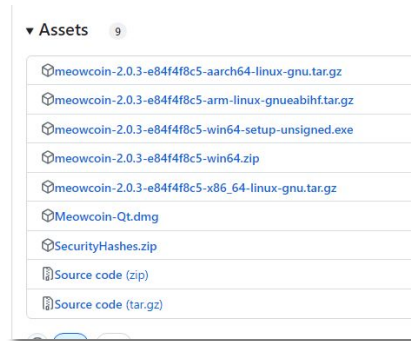 Assets 9
meowcoin-2.0.3-e84f4f8c5-aarch64-linux-gnu.tar.gz
meowcoin-2.0.3-e84f4f8c5-arm-linux-gnueabihf.tar.gz
meowcoin-2.0.3-e84f4f8c5-win64-setup-unsigned.exe
meowcoin-2.0.3-e84f4f8c5-win64.zip
meowcoin-2.0.3-e84f4f8c5-x86_64-linux-gnu.tar.gz
Meowcoin-Qt.dmg
SecurityHashes.zip
Source code (zip)
Source code (tar.gz)